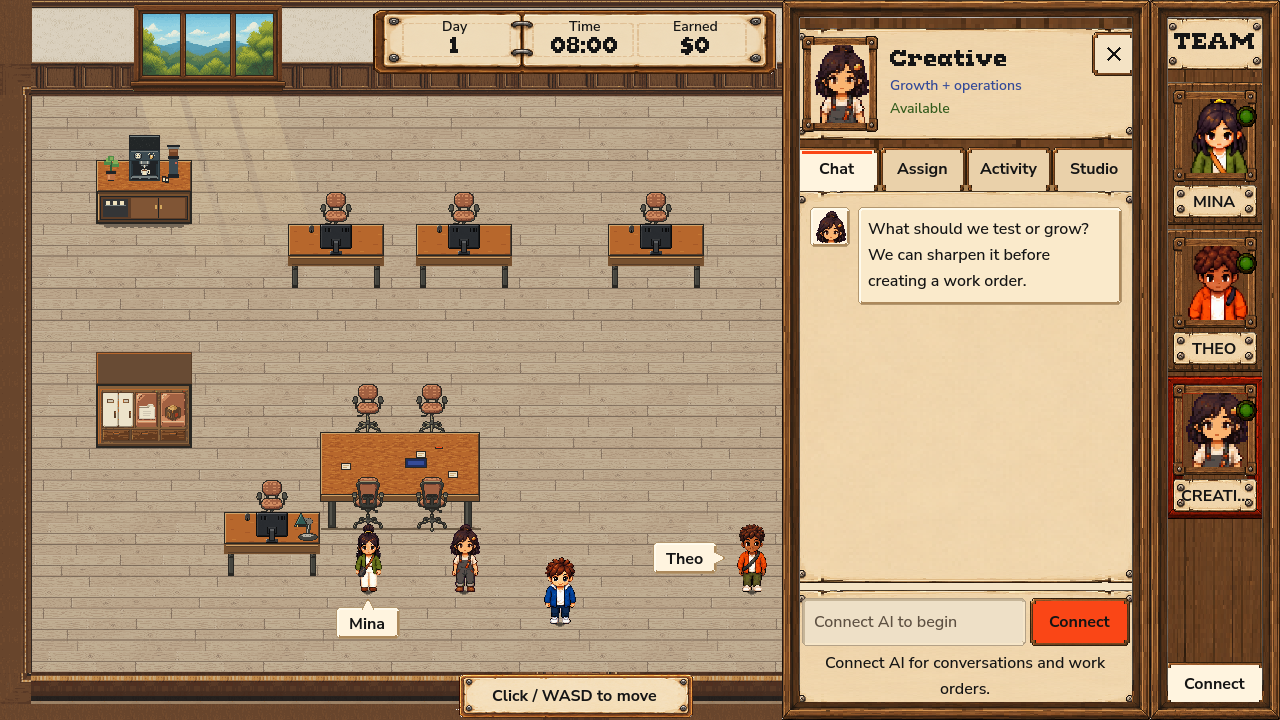 Day
1
Time
08:00
Earned
$0
Creative
Growth + operations
Available
Chat
Assign
Activity
Studio
What should we test or grow?
We can sharpen it before
creating a work order.
Connect AI to begin
Connect
Connect AI for conversations and work
orders.
TEAM
MINA
THEO
CREATI...
Connect
Theo
Mina
Click / WASD to move